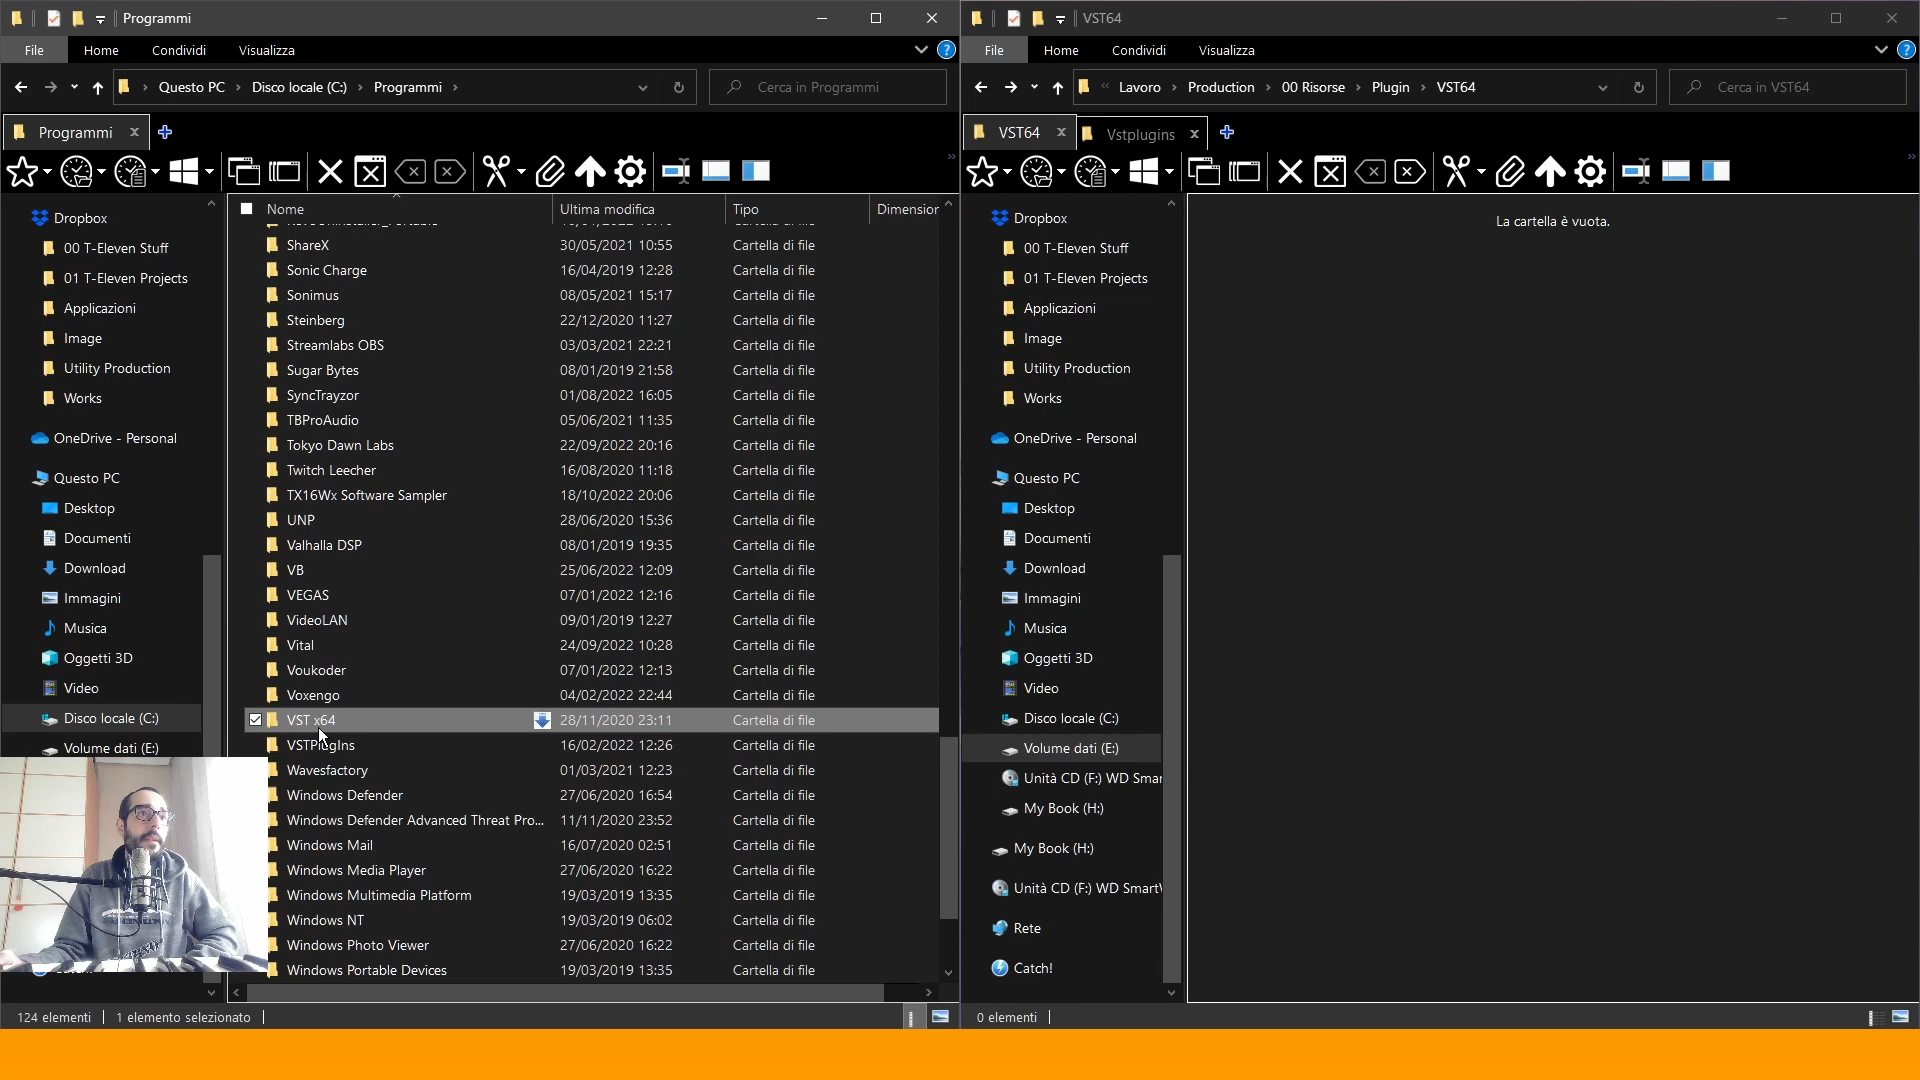 Programmi
File Home Condividi Visualizza
Questo PC Disco locale (C:) Programmi
Cerca in Programmi
Programmi
Nome Ultima modifica Tipo Dimension
ShareX 30/05/2021 10:55 Cartella di file
Sonic Charge 16/04/2019 12:28 Cartella di file
Sonimus 08/05/2021 15:17 Cartella di file
Steinberg 22/12/2020 11:27 Cartella di file
Streamlabs OBS 03/03/2021 22:21 Cartella di file
Sugar Bytes 08/01/2019 21:58 Cartella di file
SyncTrayzor 01/08/2022 16:05 Cartella di file
TBProAudio 05/06/2021 11:35 Cartella di file
Tokyo Dawn Labs 22/09/2022 20:16 Cartella di file
Twitch Leecher 16/08/2020 11:18 Cartella di file
TX16Wx Software Sampler 18/10/2022 20:06 Cartella di file
UNP 28/06/2020 15:36 Cartella di file
Valhalla DSP 08/01/2019 19:35 Cartella di file
VB 25/06/2022 12:09 Cartella di file
VEGAS 07/01/2022 12:16 Cartella di file
VideoLAN 09/01/2019 12:27 Cartella di file
Vital 24/09/2022 10:28 Cartella di file
Voukoder 07/01/2022 12:13 Cartella di file
Voxengo 04/02/2022 22:44 Cartella di file
VST x64 28/11/2020 23:11 Cartella di file
VSTPlugIns 16/02/2022 12:26 Cartella di file
Wavesfactory 01/03/2021 12:23 Cartella di file
Windows Defender 27/06/2020 16:54 Cartella di file
Windows Defender Advanced Threat Pro... 11/11/2020 23:52 Cartella di file
Windows Mail 16/07/2020 02:51 Cartella di file
Windows Media Player 27/06/2020 16:22 Cartella di file
Windows Multimedia Platform 19/03/2019 13:35 Cartella di file
Windows NT 19/03/2019 06:02 Cartella di file
Windows Photo Viewer 27/06/2020 16:22 Cartella di file
Windows Portable Devices 19/03/2019 13:35 Cartella di file
Dropbox
00 T-Eleven Stuff
01 T-Eleven Projects
Applicazioni
Image
Utility Production
Works
OneDrive - Personal
Questo PC
Desktop
Documenti
Download
Immagini
Musica
Oggetti 3D
Video
Disco locale (C:)
Volume dati (E:)
124 elementi 1 elemento selezionato
VST64
File Home Condividi Visualizza
Lavoro Production 00 Risorse Plugin VST64
Cerca in VST64
VST64 Vstplugins
La cartella è vuota.
Dropbox
00 T-Eleven Stuff
01 T-Eleven Projects
Applicazioni
Image
Utility Production
Works
OneDrive - Personal
Questo PC
Desktop
Documenti
Download
Immagini
Musica
Oggetti 3D
Video
Disco locale (C:)
Volume dati (E:)
Unità CD (F:) WD Smar
My Book (H:)
My Book (H:)
Unità CD (F:) WD Smart
Rete
Catch!
0 elementi